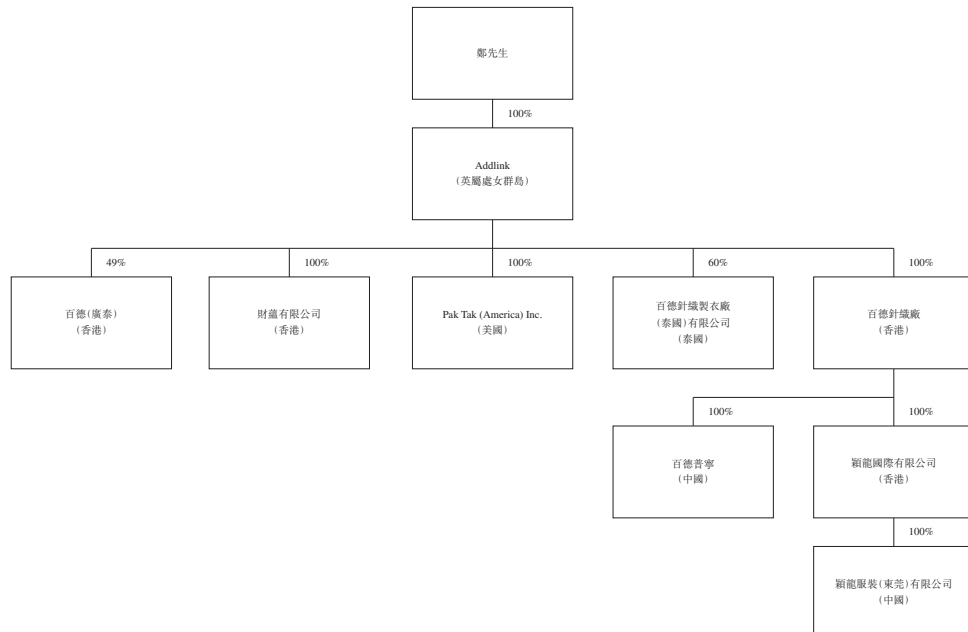 鄭先生
100%
Addlink
(英屬處女群島)
49%
100%
100%
60%
100%
百德(廣泰)
(香港)
財蘊有限公司
(香港)
Pak Tak (America) Inc.
(美國)
百德針織製衣廠
(泰國)有限公司
(泰國)
百德針織廠
(香港)
100%
100%
百德普寧
(中國)
穎龍國際有限公司
(香港)
100%
穎龍服裝(東莞)有限公司
(中國)